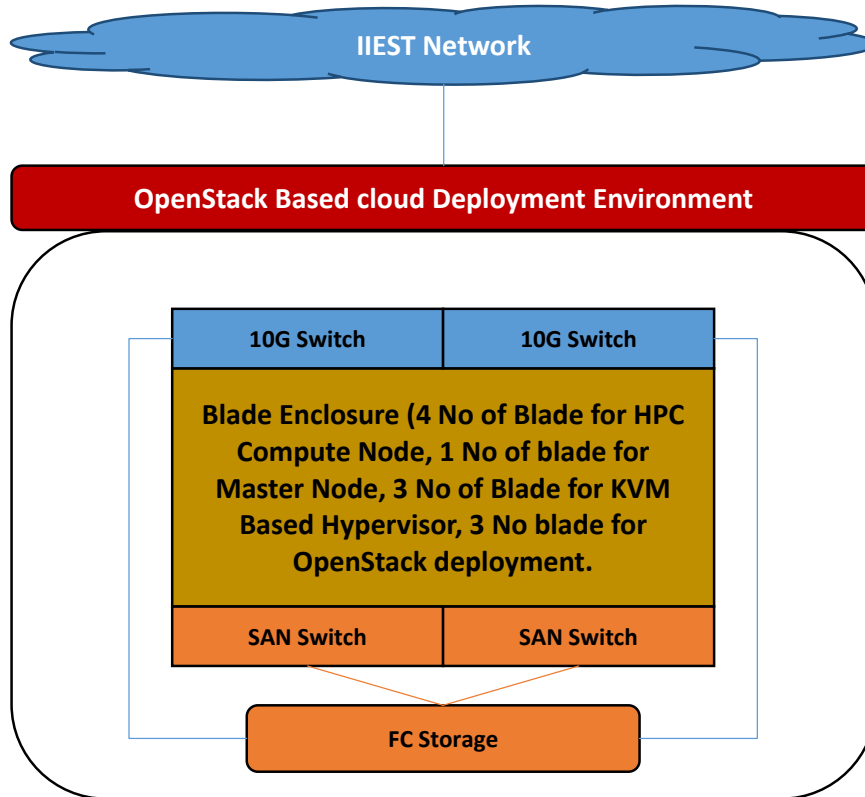 IIEST Network
OpenStack Based cloud Deployment Environment
10G Switch
10G Switch
Blade Enclosure (4 No of Blade for HPC
Compute Node, 1 No of blade for
Master Node, 3 No of Blade for KVM
Based Hypervisor, 3 No blade for
OpenStack deployment.
SAN Switch
SAN Switch
FC Storage